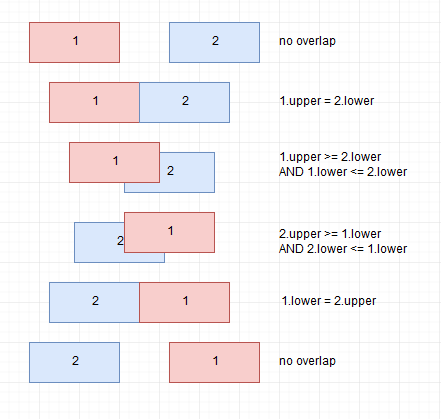 1 2 no overlap
1 2 1.upper = 2.lower
1 2 1.upper >= 2.lower
AND 1.lower <= 2.lower
2 1 2.upper >= 1.lower
AND 2.lower <= 1.lower
2 1 1.lower = 2.upper
2 1 no overlap